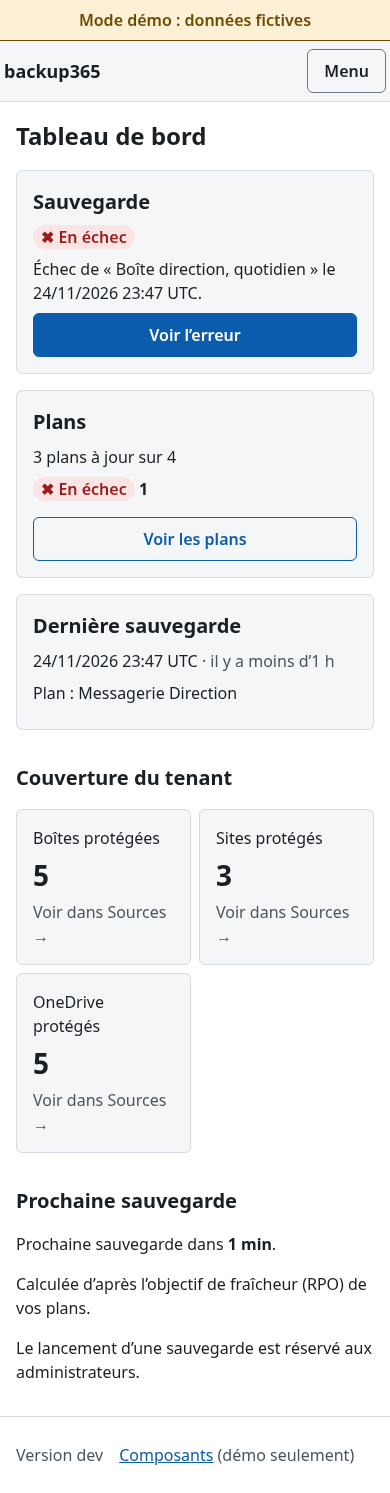 Mode démo : données fictives
backup365
Menu
Tableau de bord
Sauvegarde
✖ En échec
Échec de « Boîte direction, quotidien » le
24/11/2026 23:47 UTC.
Voir l’erreur
Plans
3 plans à jour sur 4
✖ En échec 1
Voir les plans
Dernière sauvegarde
24/11/2026 23:47 UTC · il y a moins d’1 h
Plan : Messagerie Direction
Couverture du tenant
Boîtes protégées
5
Voir dans Sources
→
Sites protégés
3
Voir dans Sources
→
OneDrive
protégés
5
Voir dans Sources
→
Prochaine sauvegarde
Prochaine sauvegarde dans 1 min.
Calculée d’après l’objectif de fraîcheur (RPO) de
vos plans.
Le lancement d’une sauvegarde est réservé aux
administrateurs.
Version dev Composants (démo seulement)